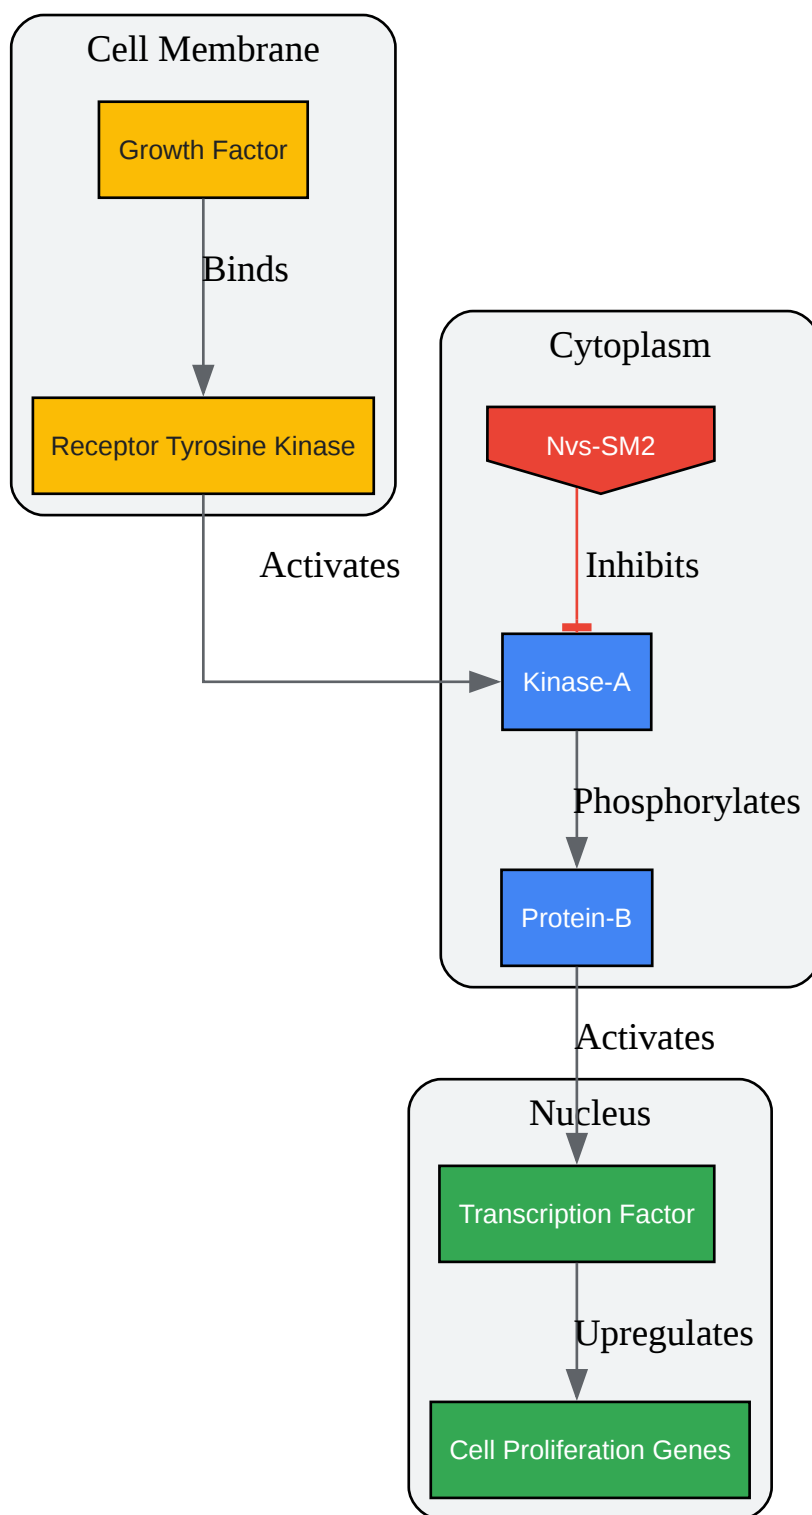 Cell Membrane
Growth Factor
Binds
Receptor Tyrosine Kinase
Activates
Cytoplasm
Nvs-SM2
Inhibits
Kinase-A
Phosphorylates
Protein-B
Activates
Nucleus
Transcription Factor
Upregulates
Cell Proliferation Genes